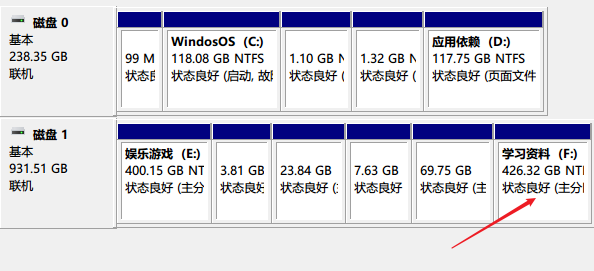 磁盘 0
基本
238.35 GB
联机
99 M
状态良
WindosOS (C:)
118.08 GB NTFS
状态良好 (启动, 故
1.10 GB N
状态良好 (
1.32 GB N
状态良好 (
应用依赖 (D:)
117.75 GB NTFS
状态良好 (页面文件
磁盘 1
基本
931.51 GB
联机
娱乐游戏 (E:)
400.15 GB NT
状态良好 (主分
3.81 GB
状态良好
23.84 GB
状态良好 (主
7.63 GB
状态良好
69.75 GB
状态良好 (主
学习资料 (F:)
426.32 GB NT
状态良好 (主分